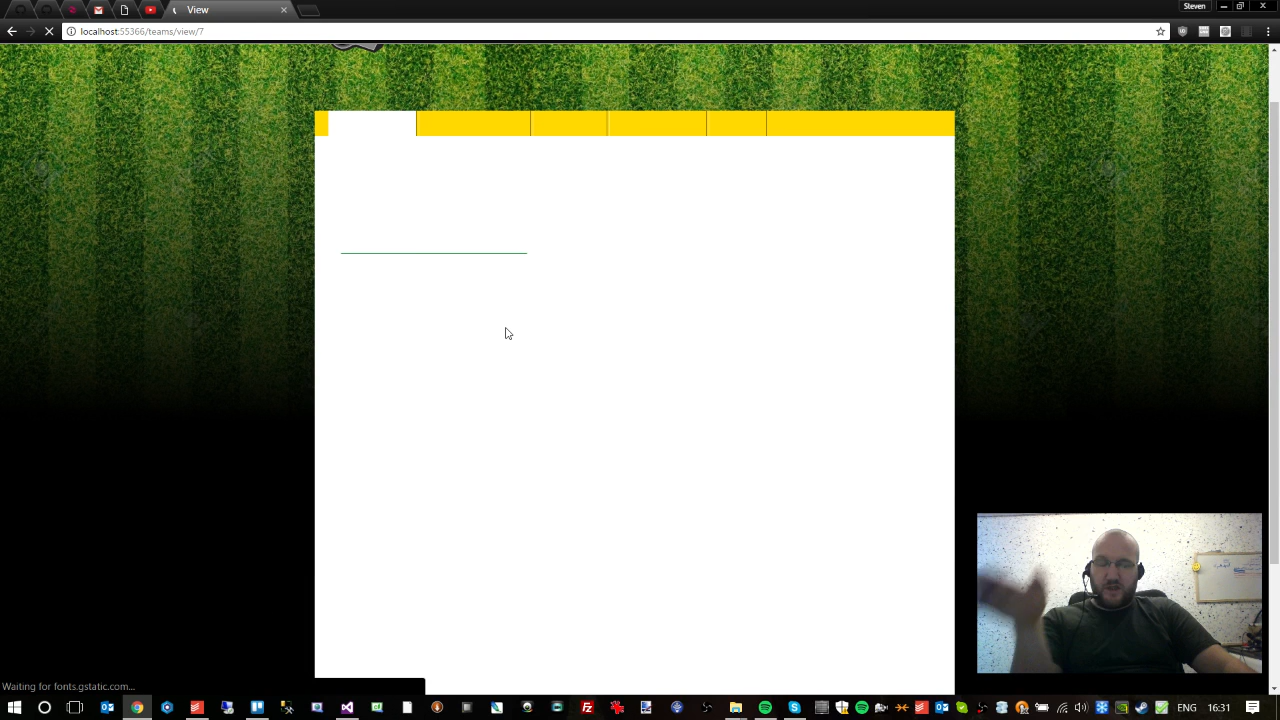 View
Steven
localhost:55366/teams/view/7
Waiting for fonts.gstatic.com...
ENG
16:31